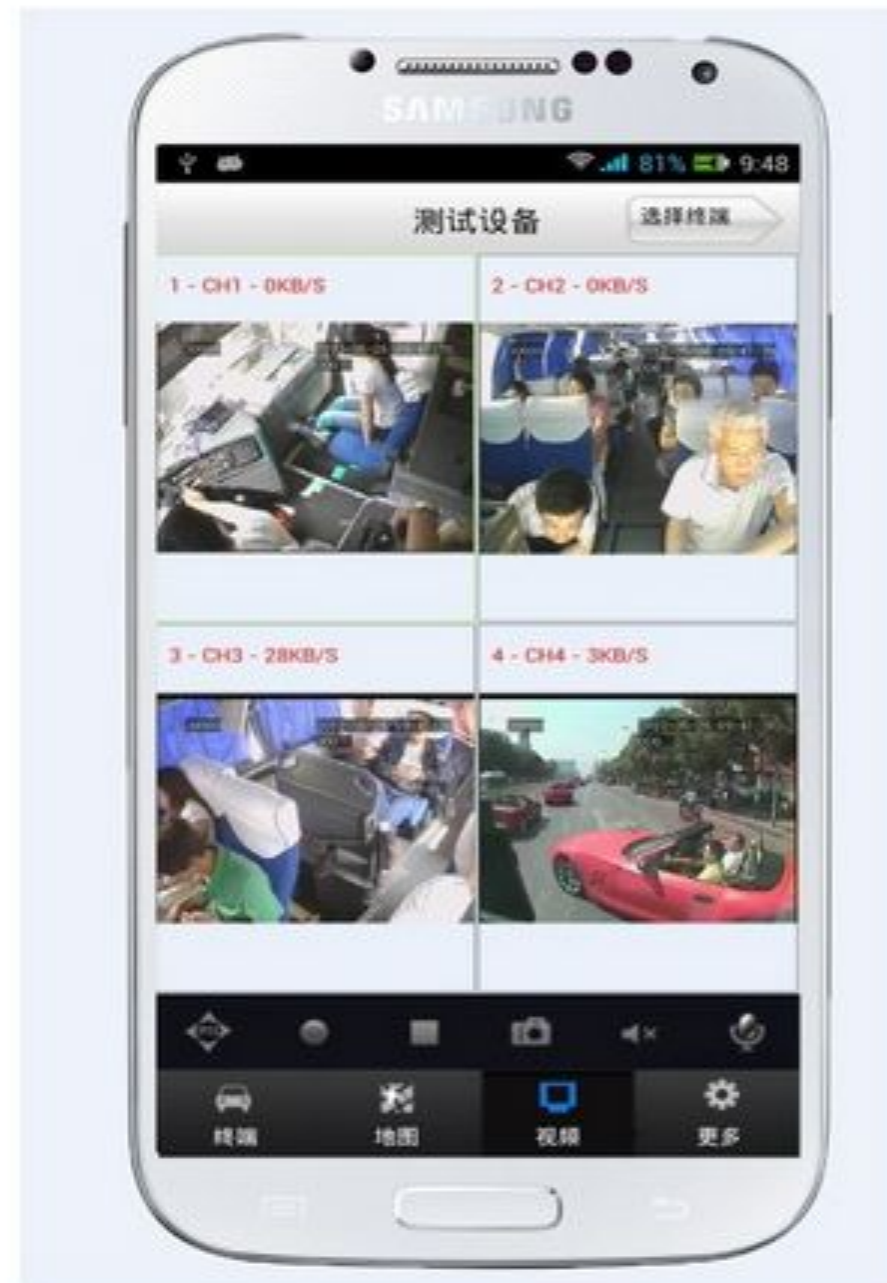 SAMSUNG
81% 9:48
测试设备
选择终端
1 - CH1 - 0KB/S
2 - CH2 - 0KB/S
3 - CH3 - 28KB/S
4 - CH4 - 3KB/S
PTZ
终端
地图
视频
更多